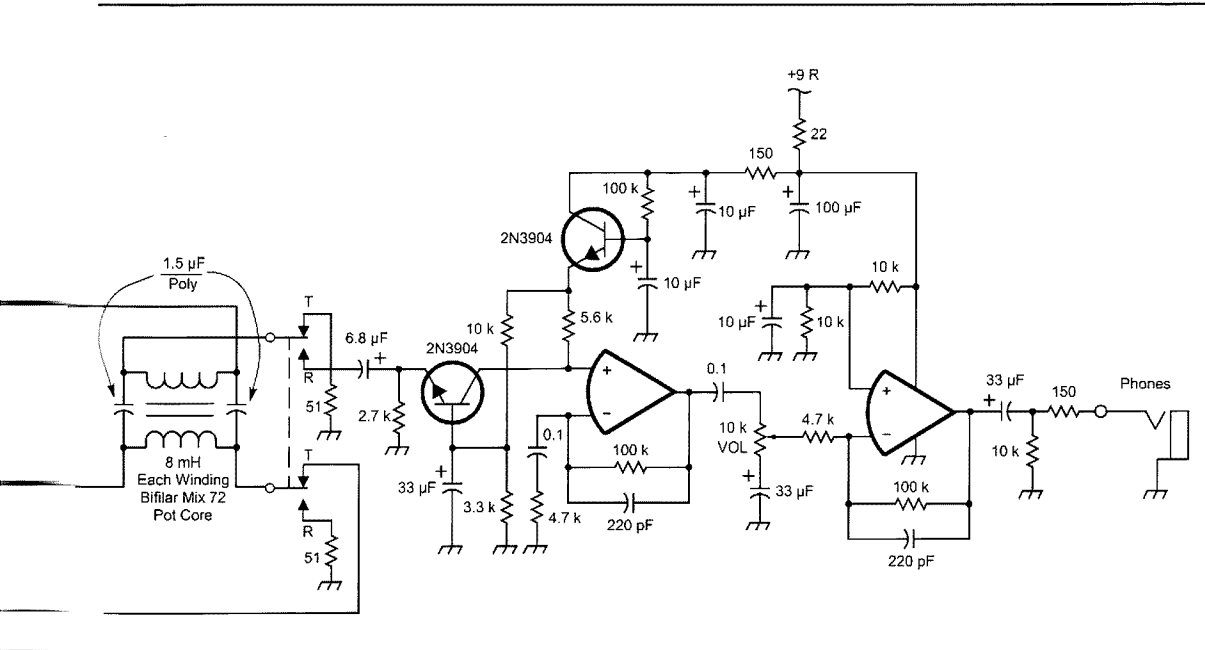 +9 R
22
150
100 k
10 µF
100 µF
2N3904
10 µF
1.5 µF
Poly
10 k
T
6.8 µF
10 k
5.6 k
10 µF
10 k
2N3904
+
0.1
33 µF
150
Phones
R
51
2.7 k
−
0.1
10 k
VOL
4.7 k
+
−
10 k
8 mH
Each Winding
Bifilar Mix 72
Pot Core
T
33 µF
3.3 k
4.7 k
100 k
220 pF
33 µF
100 k
220 pF
R
51
+
+
+
+
+
+
+
+
+